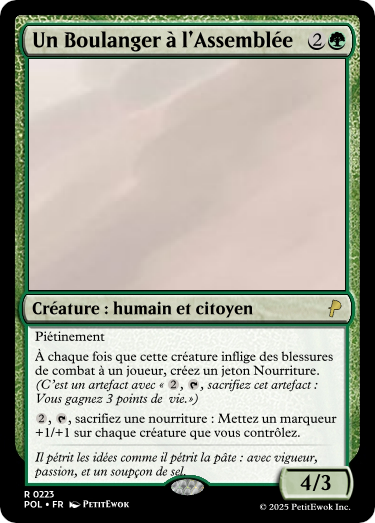 Un Boulanger à l'Assemblée 2
Créature : humain et citoyen
Piétinement
À chaque fois que cette créature inflige des blessures
de combat à un joueur, créez un jeton Nourriture.
(C'est un artefact avec « 2, , sacrifiez cet artefact :
Vous gagnez 3 points de vie.»)
2, , sacrifiez une nourriture : Mettez un marqueur
+1/+1 sur chaque créature que vous contrôlez.
Il pétrit les idées comme il pétrit la pâte : avec vigueur,
passion, et un soupçon de sel.
4/3
R 0223
POL • FR PetitEwok
© 2025 PetitEwok Inc.